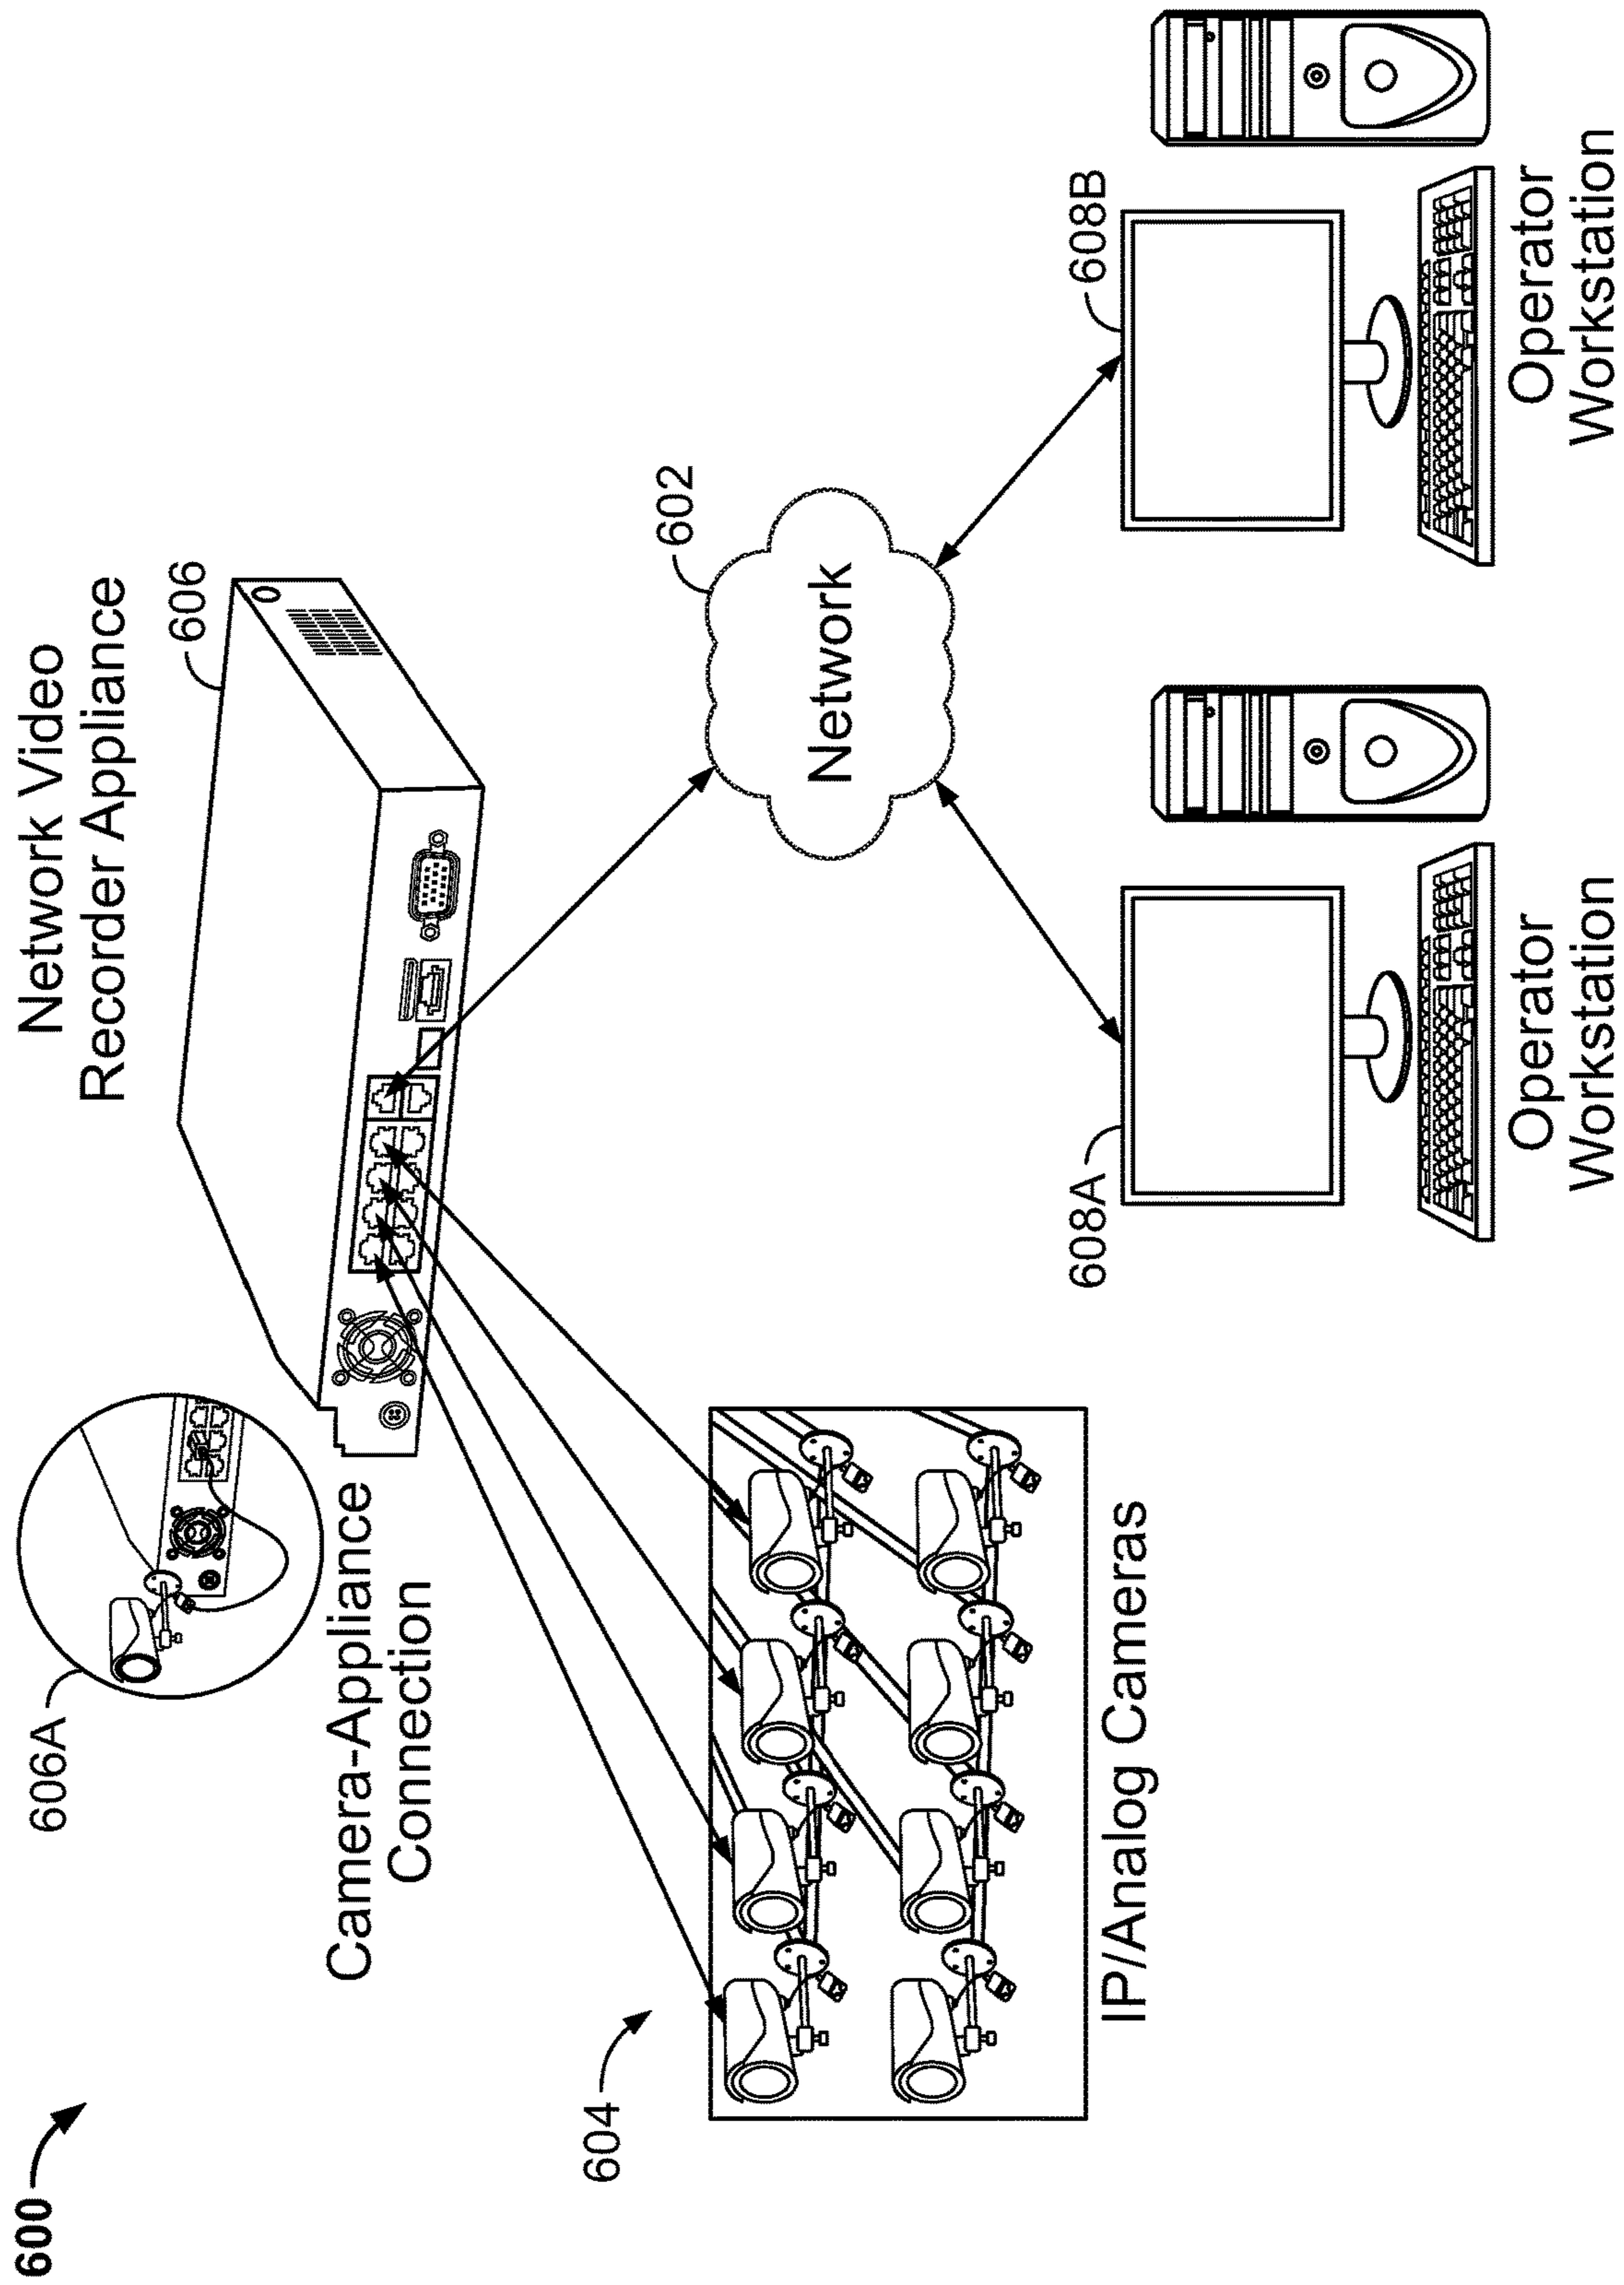 600
606A
Camera-Appliance
Connection
Network Video
Recorder Appliance
606
604
IP/Analog Cameras
602
Network
608A
Operator
Workstation
608B
Operator
Workstation